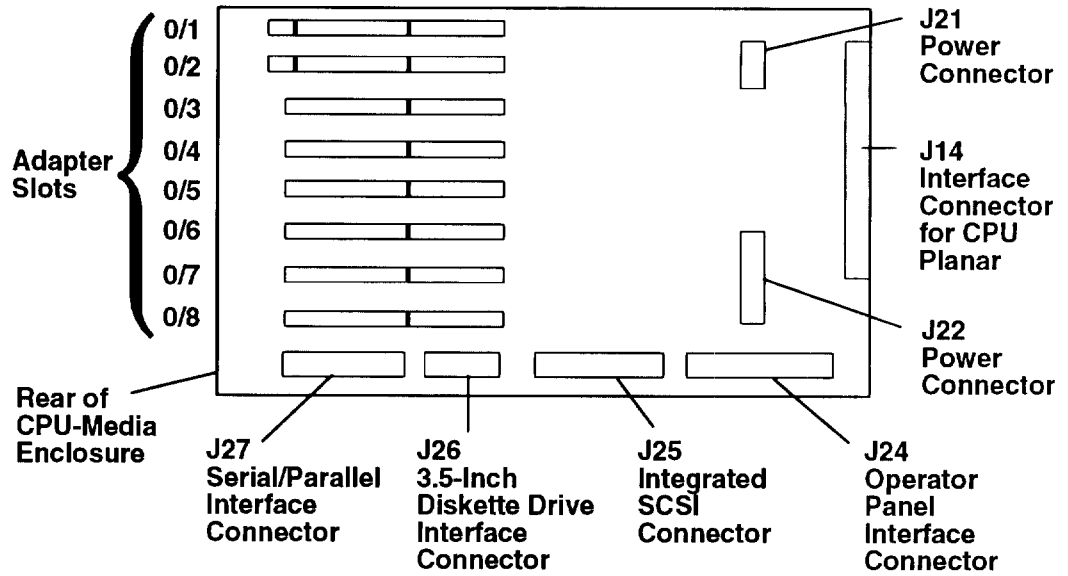 0/1
0/2
0/3
0/4
0/5
0/6
0/7
0/8
Adapter
Slots
Rear of
CPU-Media
Enclosure
J27
Serial/Parallel
Interface
Connector
J26
3.5-Inch
Diskette Drive
Interface
Connector
J25
Integrated
SCSI
Connector
J24
Operator
Panel
Interface
Connector
J21
Power
Connector
J14
Interface
Connector
for CPU
Planar
J22
Power
Connector